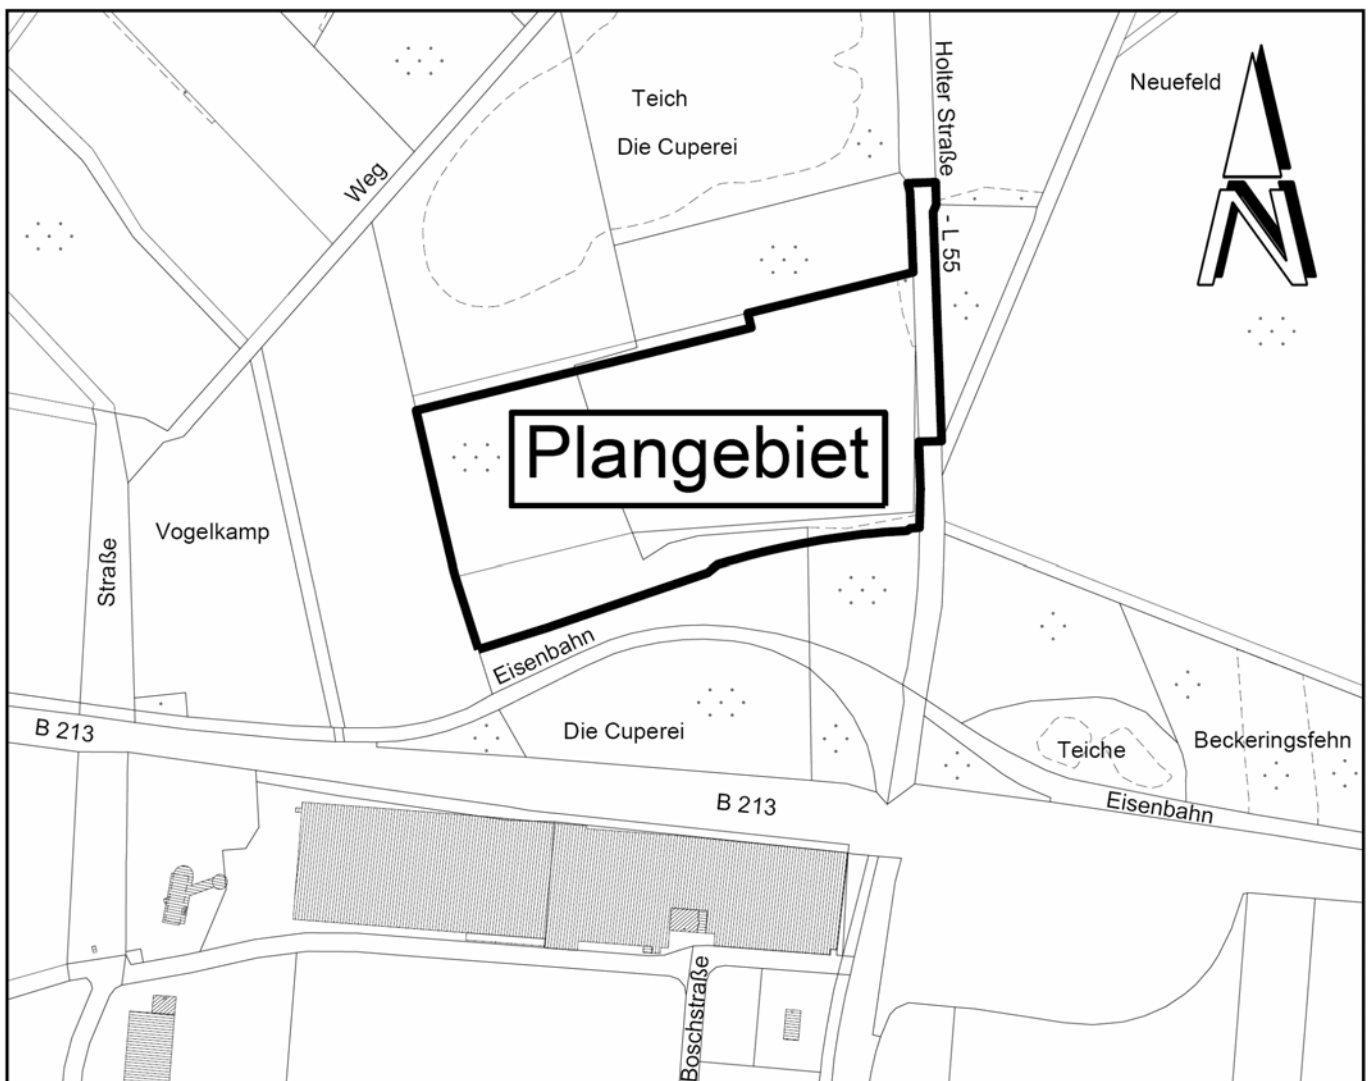 Neuefeld
Teich
Die Cuperei
Holter Straße
- L 55
Weg
N
Plangebiet
Vogelkamp
Straße
Eisenbahn
B 213
Die Cuperei
Teiche
Beckeringsfehn
B 213
Eisenbahn
Boschstraße